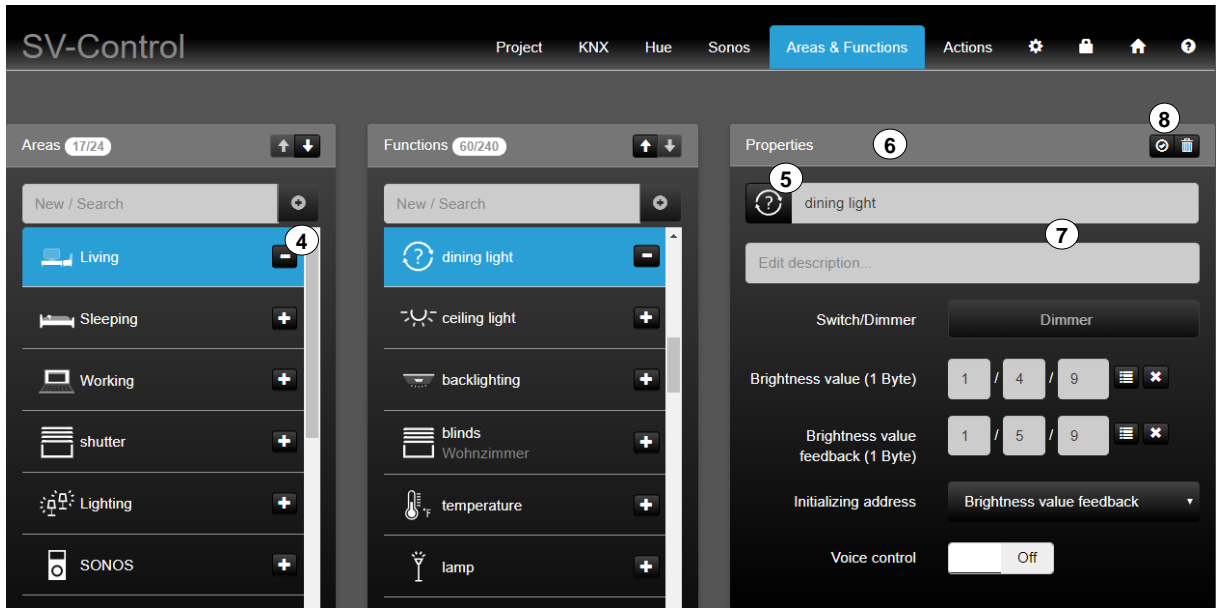 SV-Control
Project KNX Hue Sonos Areas & Functions Actions
Areas 17/24
New / Search
4
Living
Sleeping
Working
shutter
Lighting
SONOS
Functions 60/240
New / Search
dining light
ceiling light
backlighting
blinds
Wohnzimmer
°F temperature
lamp
8
Properties 6
5
dining light
7
Edit description...
Switch/Dimmer Dimmer
Brightness value (1 Byte) 1 / 4 / 9
Brightness value
feedback (1 Byte) 1 / 5 / 9
Initializing address Brightness value feedback
Voice control Off